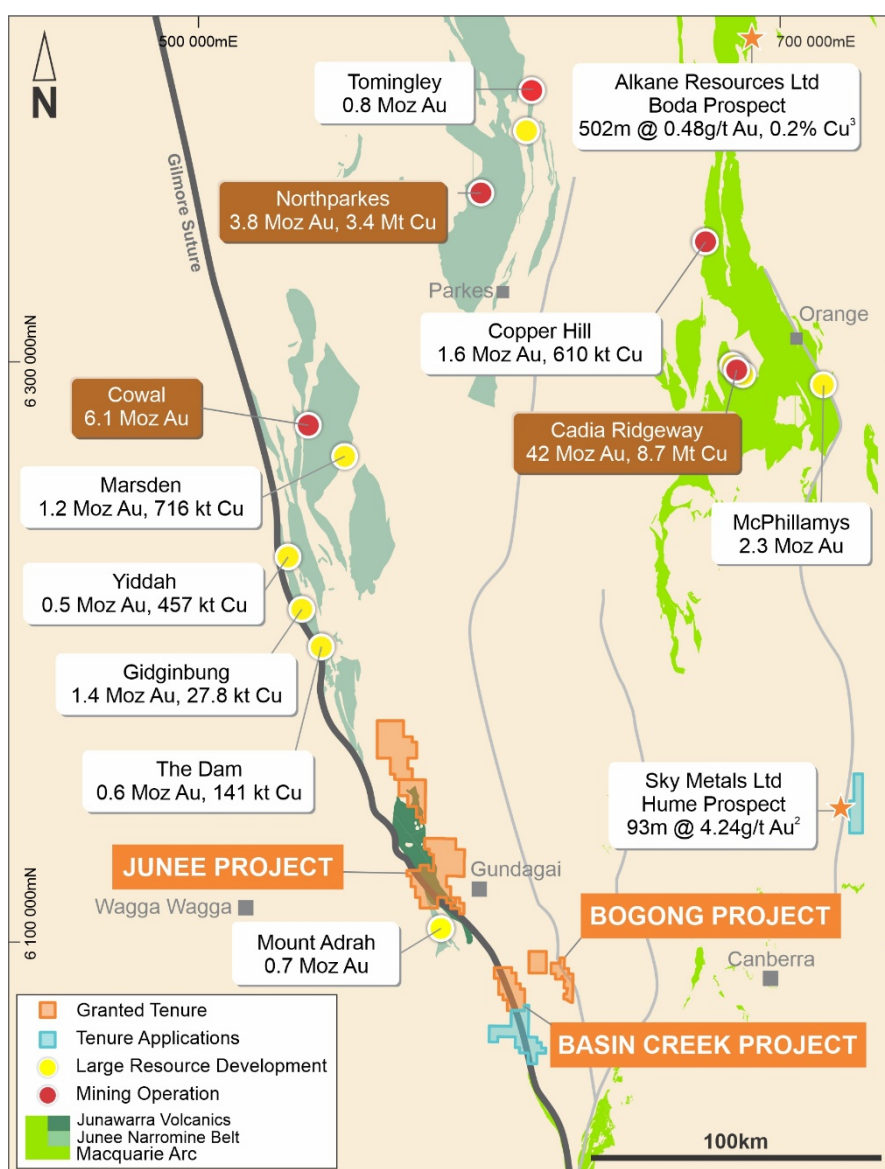 500 000mE
700 000mE
N
Tomingley
0.8 Moz Au
Alkane Resources Ltd
Boda Prospect
502m @ 0.48g/t Au, 0.2% Cu³
Gilmore Suture
Northparkes
3.8 Moz Au, 3.4 Mt Cu
Parkes
Copper Hill
1.6 Moz Au, 610 kt Cu
Orange
6 300 000mN
Cowal
6.1 Moz Au
Cadia Ridgeway
42 Moz Au, 8.7 Mt Cu
Marsden
1.2 Moz Au, 716 kt Cu
McPhillamys
2.3 Moz Au
Yiddah
0.5 Moz Au, 457 kt Cu
Gidginbung
1.4 Moz Au, 27.8 kt Cu
The Dam
0.6 Moz Au, 141 kt Cu
Sky Metals Ltd
Hume Prospect
93m @ 4.24g/t Au²
JUNEE PROJECT
Gundagai
Wagga Wagga
BOGONG PROJECT
6 100 000mN
Mount Adrah
0.7 Moz Au
Canberra
BASIN CREEK PROJECT
Granted Tenure
Tenure Applications
Large Resource Development
Mining Operation
Junawarra Volcanics
Junee Narromine Belt
Macquarie Arc
100km